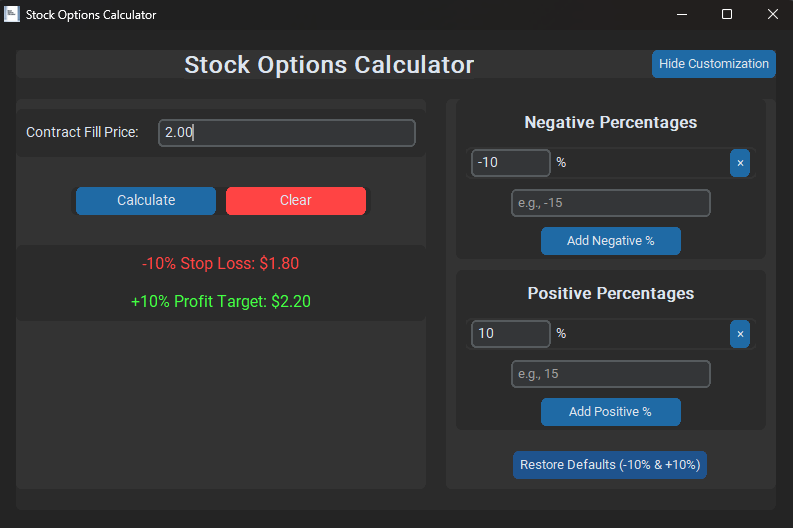 Stock Options Calculator
Stock Options Calculator
Hide Customization
Contract Fill Price: 2.00
Calculate Clear
-10% Stop Loss: $1.80
+10% Profit Target: $2.20
Negative Percentages
-10 % ×
e.g., -15
Add Negative %
Positive Percentages
10 % ×
e.g., 15
Add Positive %
Restore Defaults (-10% & +10%)